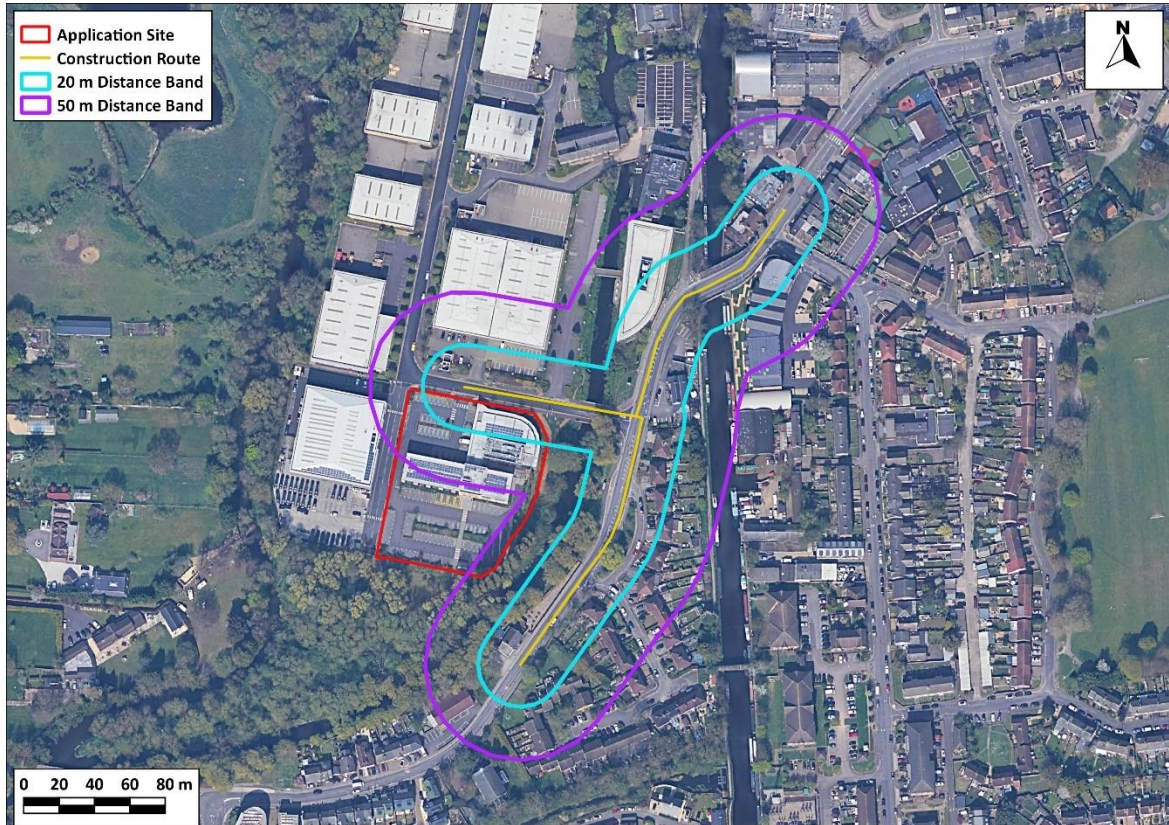 Application Site
Construction Route
20 m Distance Band
50 m Distance Band
N
0 20 40 60 80 m